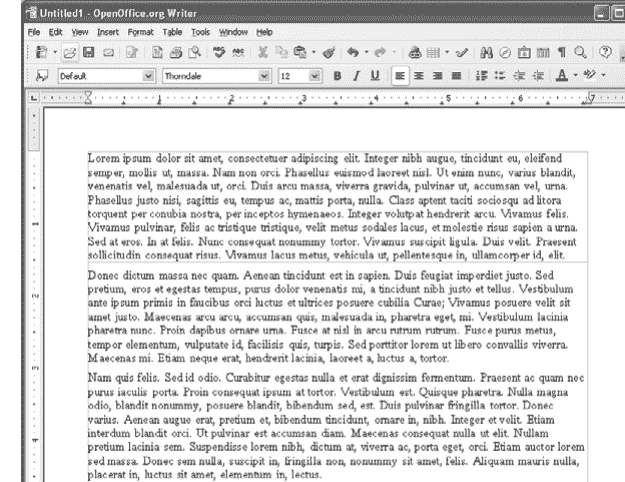 Untitled1 - OpenOffice.org Writer
File Edit View Insert Format Table Tools Window Help
Default Thorndale 12 B I U A
1 2 3 4 5 6 7
Lorem ipsum dolor sit amet, consectetuer adipiscing elit. Integer nibh augue, tincidunt eu, eleifend
semper, mollis ut, massa. Nam non orci. Phasellus euismod laoreet nisl. Ut enim nunc, varius blandit,
venenatis vel, malesuada ut, orci. Duis arcu massa, viverra gravida, pulvinar ut, accumsan vel, urna.
Phasellus justo nisi, sagittis eu, tempus ac, mattis porta, nulla. Class aptent taciti sociosqu ad litora
torquent per conubia nostra, per inceptos hymenaeos. Integer volutpat hendrerit arcu. Vivamus felis.
Vivamus pulvinar, felis ac tristique tristique, velit metus sodales lacus, et molestie risus sapien a urna.
Sed at eros. In at felis. Nunc consequat nonummy tortor. Vivamus suscipit ligula. Duis velit. Praesent
sollicitudin consequat risus. Vivamus lacus metus, vehicula ut, pellentesque in, ullamcorper id, elit.
Donec dictum massa nec quam. Aenean tincidunt est in sapien. Duis feugiat imperdiet justo. Sed
pretium, eros et egestas tempus, purus dolor venenatis mi, a tincidunt nibh justo et tellus. Vestibulum
ante ipsum primis in faucibus orci luctus et ultrices posuere cubilia Curae; Vivamus posuere velit sit
amet justo. Maecenas arcu arcu, accumsan quis, malesuada in, pharetra eget, mi. Vestibulum lacinia
pharetra nunc. Proin dapibus ornare urna. Fusce at nisl in arcu rutrum rutrum. Fusce purus metus,
tempor elementum, vulputate id, facilisis quis, turpis. Sed porttitor lorem ut libero convallis viverra.
Maecenas mi. Etiam neque erat, hendrerit lacinia, laoreet a, luctus a, tortor.
Nam quis felis. Sed id odio. Curabitur egestas nulla et erat dignissim fermentum. Praesent ac quam nec
purus iaculis porta. Proin consequat ipsum at tortor. Vestibulum est. Quisque pharetra. Nulla magna
odio, blandit nonummy, posuere blandit, bibendum sed, est. Duis pulvinar fringilla tortor. Donec
varius. Aenean augue erat, pretium et, bibendum tincidunt, ornare in, nibh. Integer et velit. Etiam
interdum blandit orci. Ut pulvinar est accumsan diam. Maecenas consequat nulla ut elit. Nullam
pretium lacinia sem. Suspendisse lorem nibh, dictum at, viverra ac, porta eget, orci. Etiam auctor lorem
sed massa. Donec sem nulla, suscipit in, fringilla non, nonummy sit amet, felis. Aliquam mauris nulla,
placerat in, luctus sit amet, elementum in, lectus.